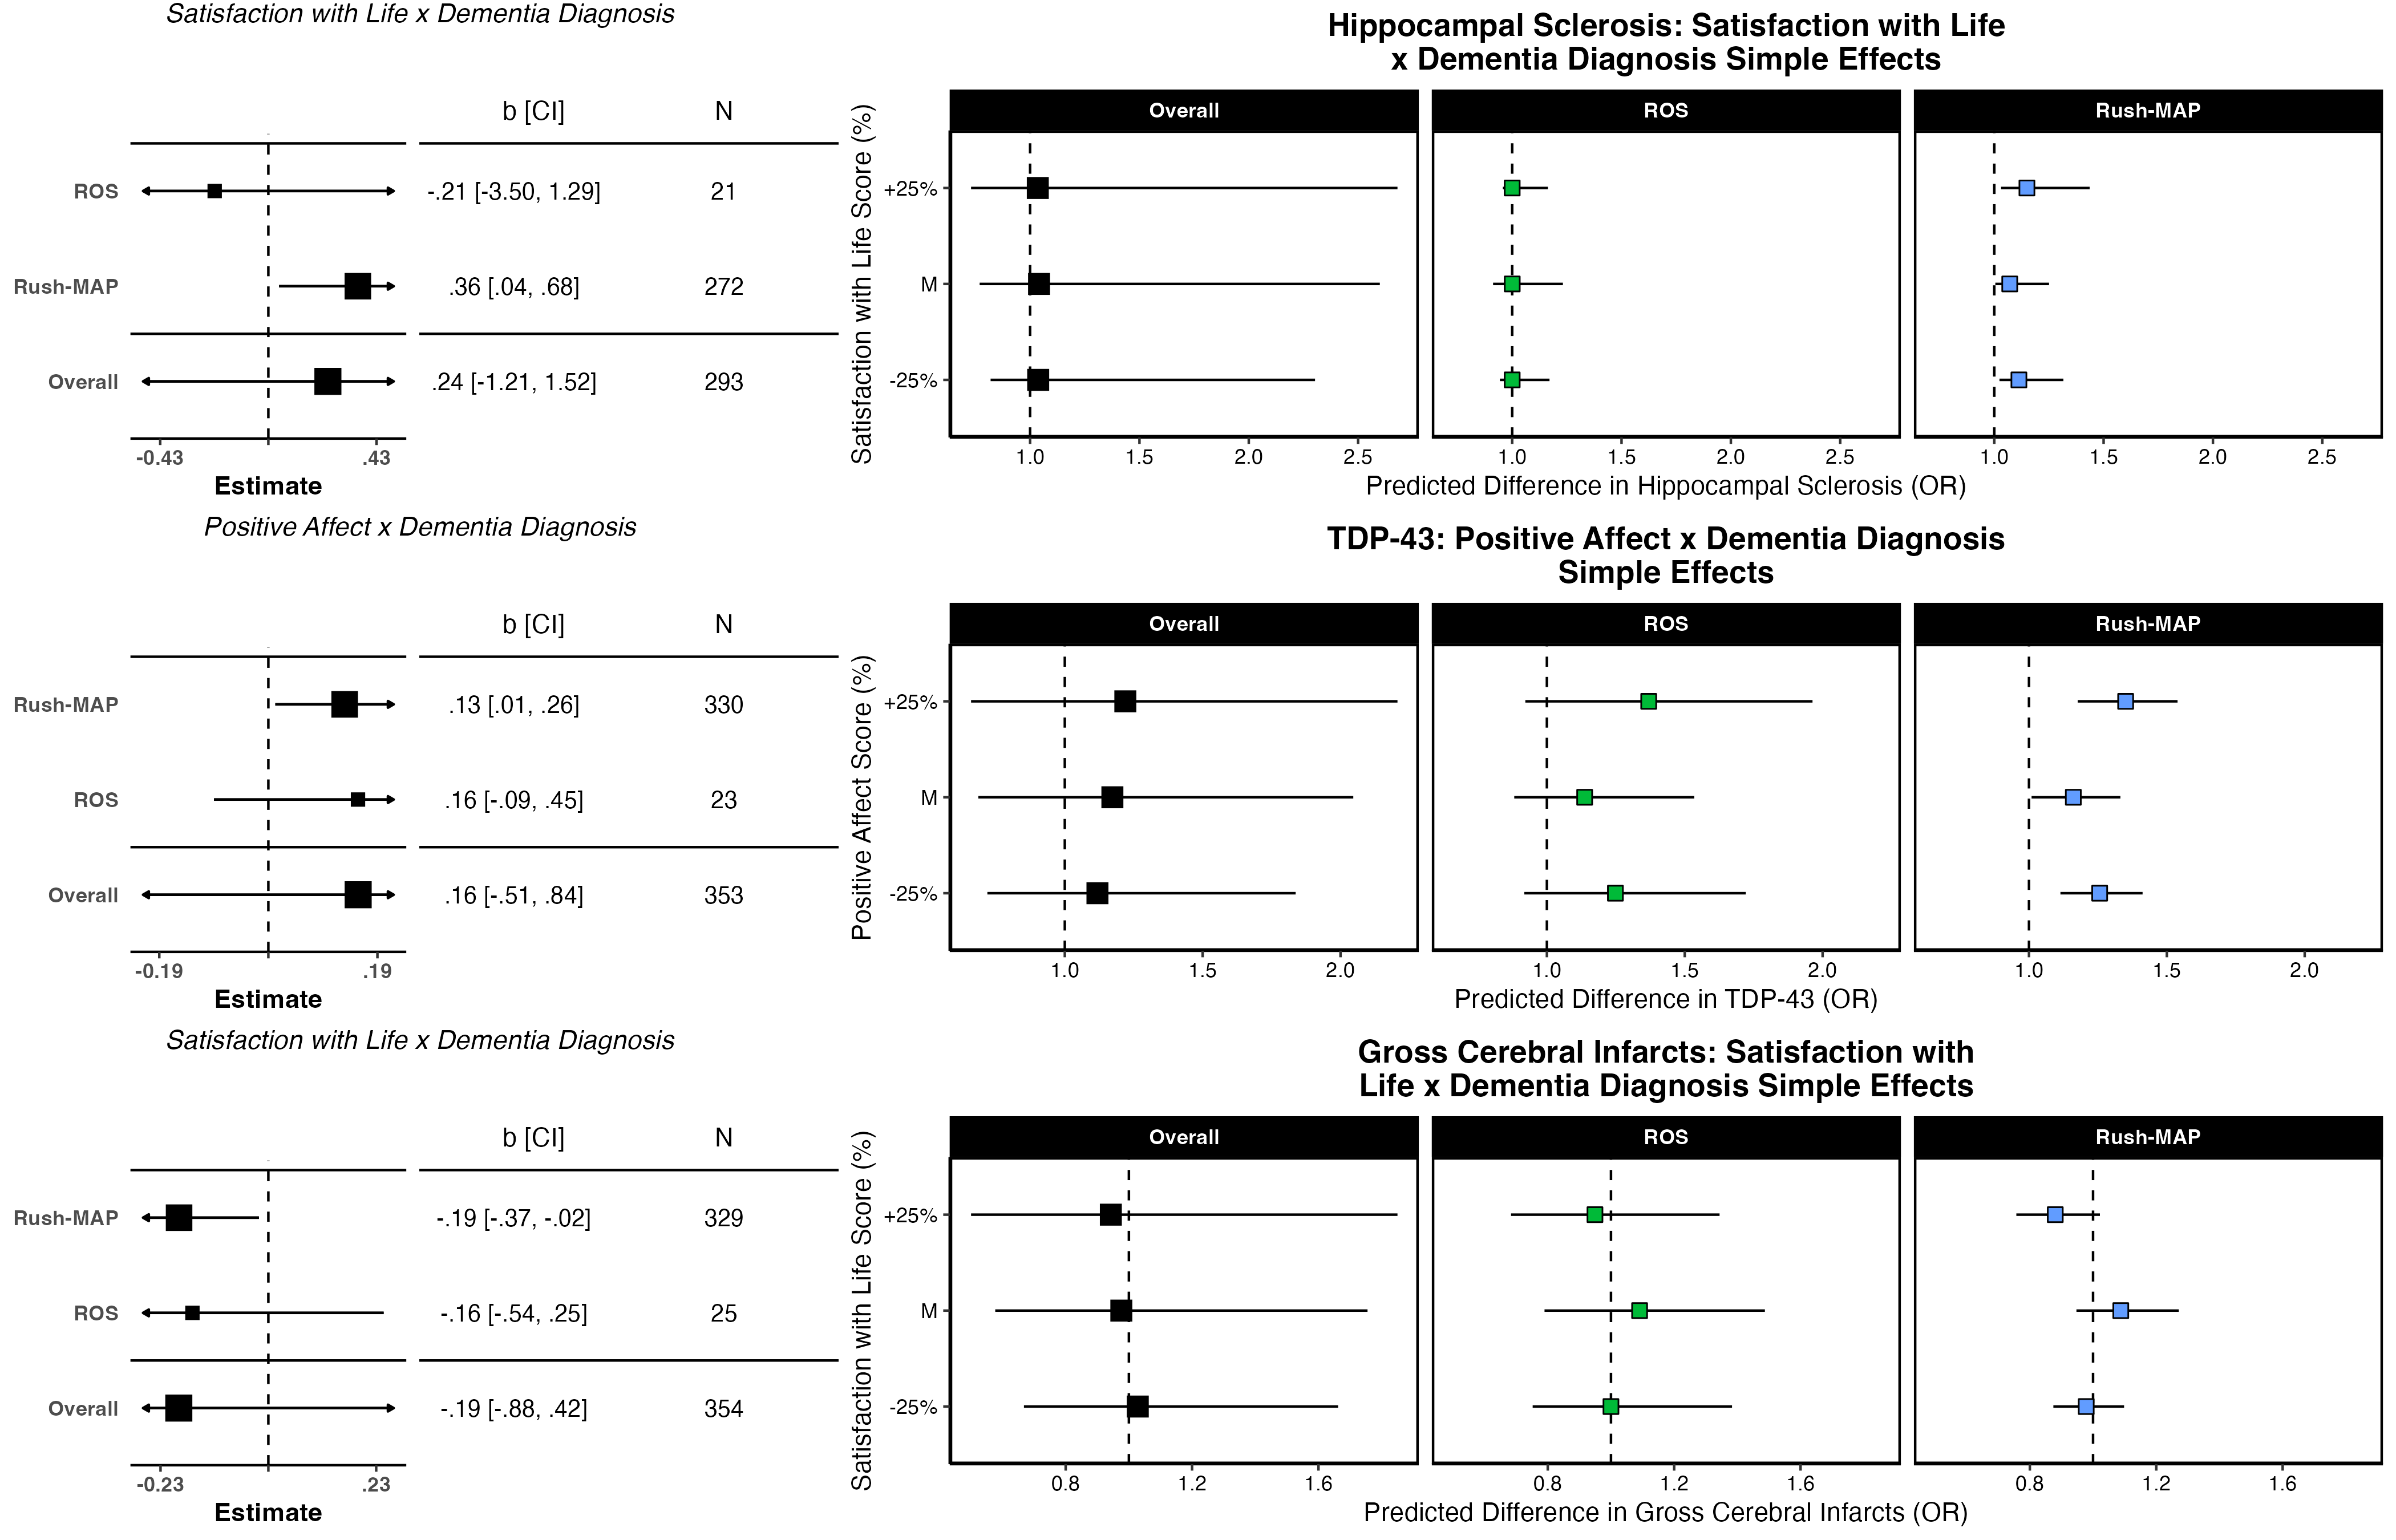 Satisfaction with Life x Dementia Diagnosis
b [CI] N
ROS -.21 [-3.50, 1.29] 21
Rush-MAP .36 [.04, .68] 272
Overall .24 [-1.21, 1.52] 293
-0.43 .43
Estimate
Hippocampal Sclerosis: Satisfaction with Life
x Dementia Diagnosis Simple Effects
Overall ROS Rush-MAP
Satisfaction with Life Score (%)
+25%
M
-25%
1.0 1.5 2.0 2.5 1.0 1.5 2.0 2.5 1.0 1.5 2.0 2.5
Predicted Difference in Hippocampal Sclerosis (OR)
Positive Affect x Dementia Diagnosis
b [CI] N
Rush-MAP .13 [.01, .26] 330
ROS .16 [-.09, .45] 23
Overall .16 [-.51, .84] 353
-0.19 .19
Estimate
TDP-43: Positive Affect x Dementia Diagnosis
Simple Effects
Overall ROS Rush-MAP
Positive Affect Score (%)
+25%
M
-25%
1.0 1.5 2.0 1.0 1.5 2.0 1.0 1.5 2.0
Predicted Difference in TDP-43 (OR)
Satisfaction with Life x Dementia Diagnosis
b [CI] N
Rush-MAP -.19 [-.37, -.02] 329
ROS -.16 [-.54, .25] 25
Overall -.19 [-.88, .42] 354
-0.23 .23
Estimate
Gross Cerebral Infarcts: Satisfaction with
Life x Dementia Diagnosis Simple Effects
Overall ROS Rush-MAP
Satisfaction with Life Score (%)
+25%
M
-25%
0.8 1.2 1.6 0.8 1.2 1.6 0.8 1.2 1.6
Predicted Difference in Gross Cerebral Infarcts (OR)